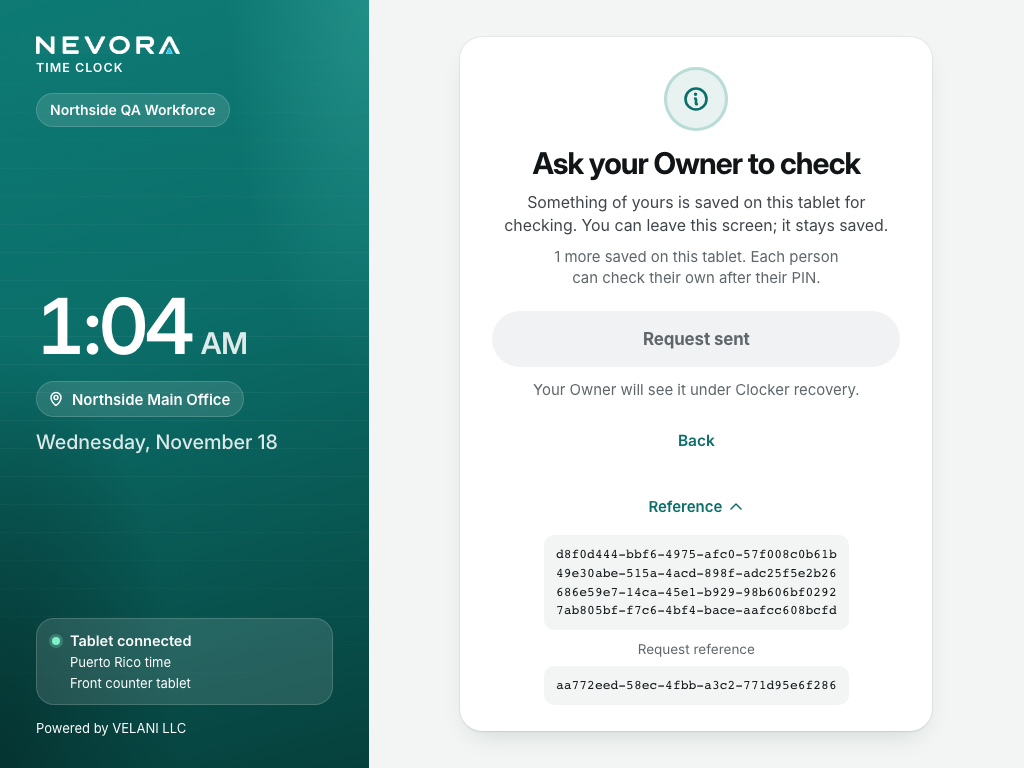 NEVORA
TIME CLOCK
Northside QA Workforce
1:04 AM
Northside Main Office
Wednesday, November 18
Tablet connected
Puerto Rico time
Front counter tablet
Powered by VELANI LLC
Ask your Owner to check
Something of yours is saved on this tablet for
checking. You can leave this screen; it stays saved.
1 more saved on this tablet. Each person
can check their own after their PIN.
Request sent
Your Owner will see it under Clocker recovery.
Back
Reference
d8f0d444-bbf6-4975-afc0-57f008c0b61b
49e30abe-515a-4acd-898f-adc25f5e2b26
686e59e7-14ca-45e1-b929-98b606bf0292
7ab805bf-f7c6-4bf4-bace-aafcc608bcfd
Request reference
aa772eed-58ec-4fbb-a3c2-771d95e6f286